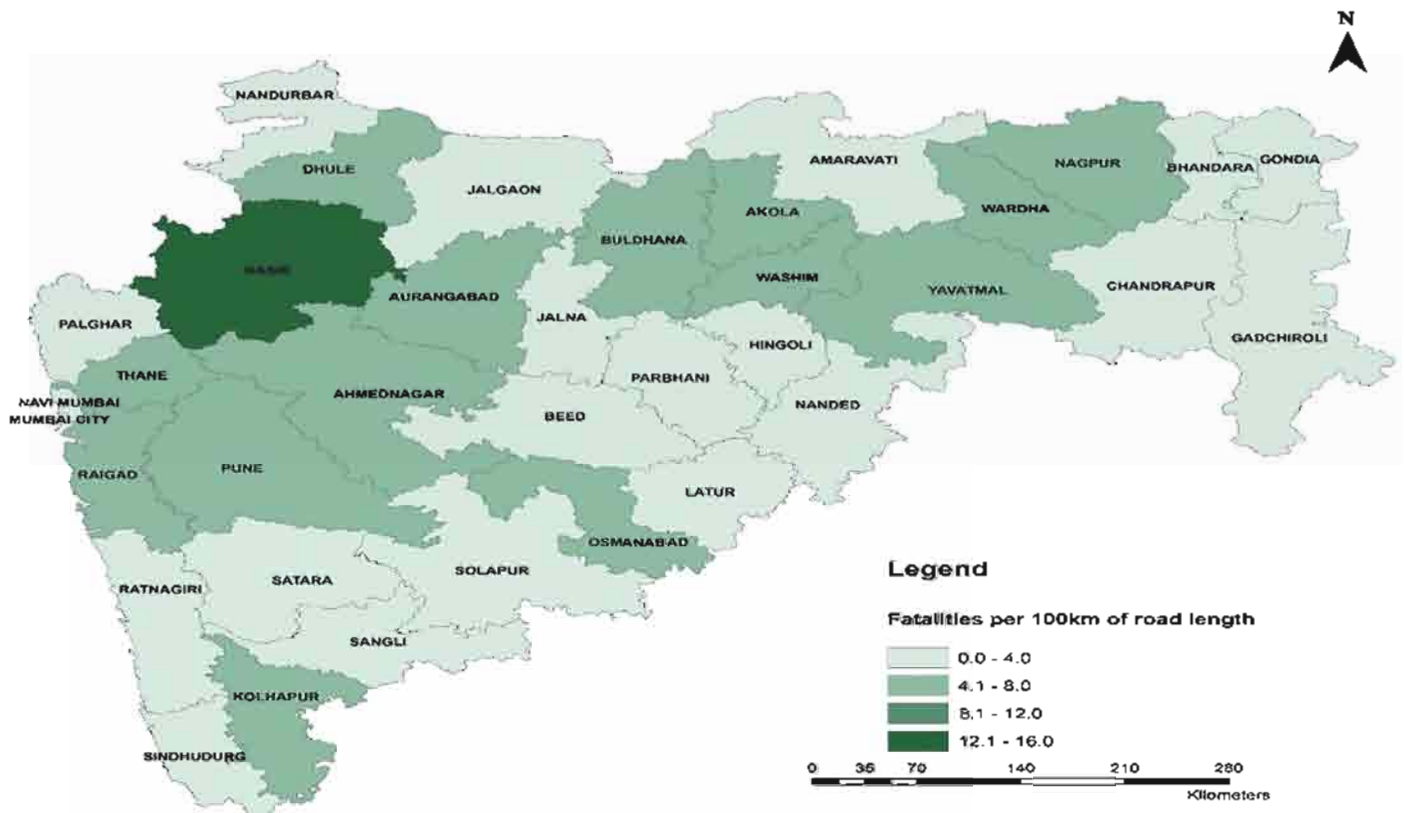 N
NANDURBAR
DHULE
JALGAON
AMARAVATI
NAGPUR
BHANDARA
GONDIA
AKOLA
WARDHA
BULDHANA
NASIK
WASHIM
YAVATMAL
CHANDRAPUR
AURANGABAD
PALGHAR
JALNA
HINGOLI
GADCHIROLI
THANE
PARBHANI
AHMEDNAGAR
NAVI MUMBAI
NANDED
MUMBAI CITY
BEED
RAIGAD
PUNE
LATUR
OSMANABAD
SOLAPUR
SATARA
RATNAGIRI
SANGLI
KOLHAPUR
SINDHUDURG
Legend
Fatalities per 100km of road length
0.0 - 4.0
4.1 - 8.0
8.1 - 12.0
12.1 - 16.0
0 35 70 140 210 280
Kilometers